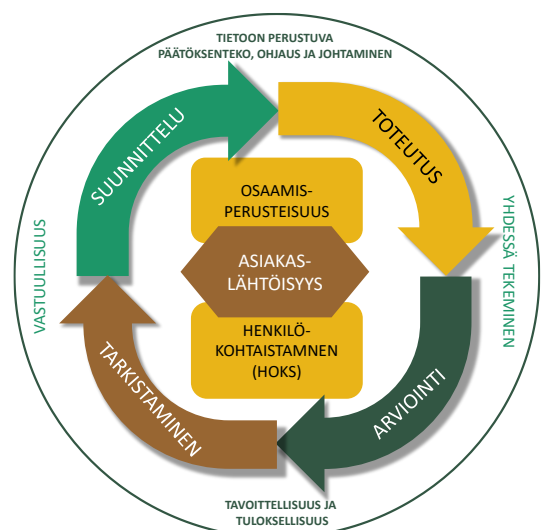 TIETOON PERUSTUVA
PÄÄTÖKSENTEKO, OHJAUS JA JOHTAMINEN
SUUNNITTELU
TOTEUTUS
OSAAMIS-
PERUSTEISUUS
VASTUULLISUUS
ASIAKAS-
LÄHTÖISYYS
YHDESSÄ TEKEMINEN
HENKILÖ-
KOHTAISTAMNEN
(HOKS)
TARKISTAMINEN
ARVIOINTI
TAVOITTELLISUUS JA
TULOKSELLISUUS